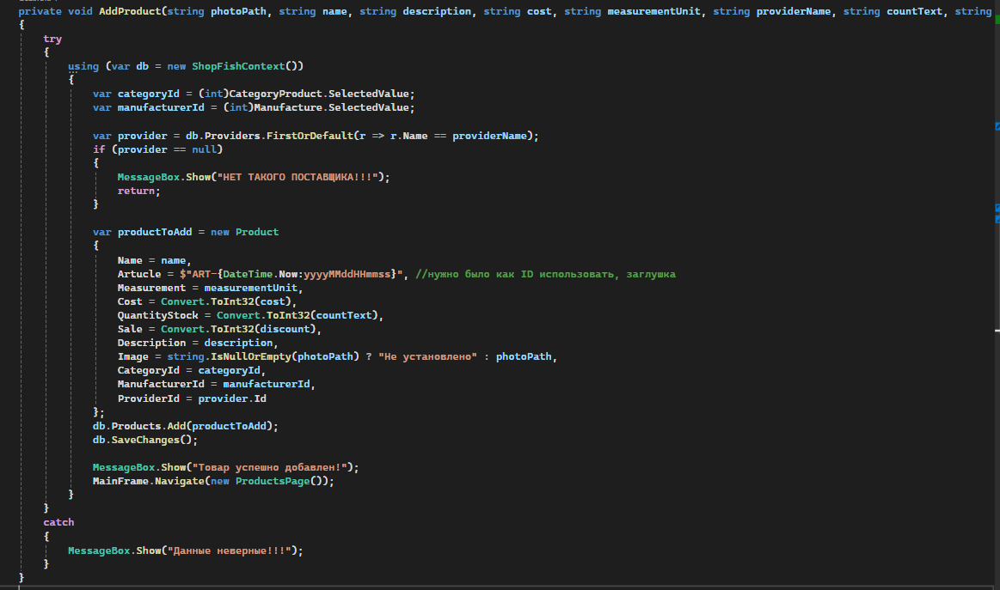 private void AddProduct(string photoPath, string name, string description, string cost, string measurementUnit, string providerName, string countText, string
{
try
{
using (var db = new ShopFishContext())
{
var categoryId = (int)CategoryProduct.SelectedValue;
var manufacturerId = (int)Manufacture.SelectedValue;
var provider = db.Providers.FirstOrDefault(r => r.Name == providerName);
if (provider == null)
{
MessageBox.Show("НЕТ ТАКОГО ПОСТАВЩИКА!!!");
return;
}
var productToAdd = new Product
{
Name = name,
Artucle = $"ART-{DateTime.Now:yyyyMMddHHmmss}", //нужно было как ID использовать, заглушка
Measurement = measurementUnit,
Cost = Convert.ToInt32(cost),
QuantityStock = Convert.ToInt32(countText),
Sale = Convert.ToInt32(discount),
Description = description,
Image = string.IsNullOrEmpty(photoPath) ? "Не установлено" : photoPath,
CategoryId = categoryId,
ManufacturerId = manufacturerId,
ProviderId = provider.Id
};
db.Products.Add(productToAdd);
db.SaveChanges();
MessageBox.Show("Товар успешно добавлен!");
MainFrame.Navigate(new ProductsPage());
}
}
catch
{
MessageBox.Show("Данные неверные!!!");
}
}